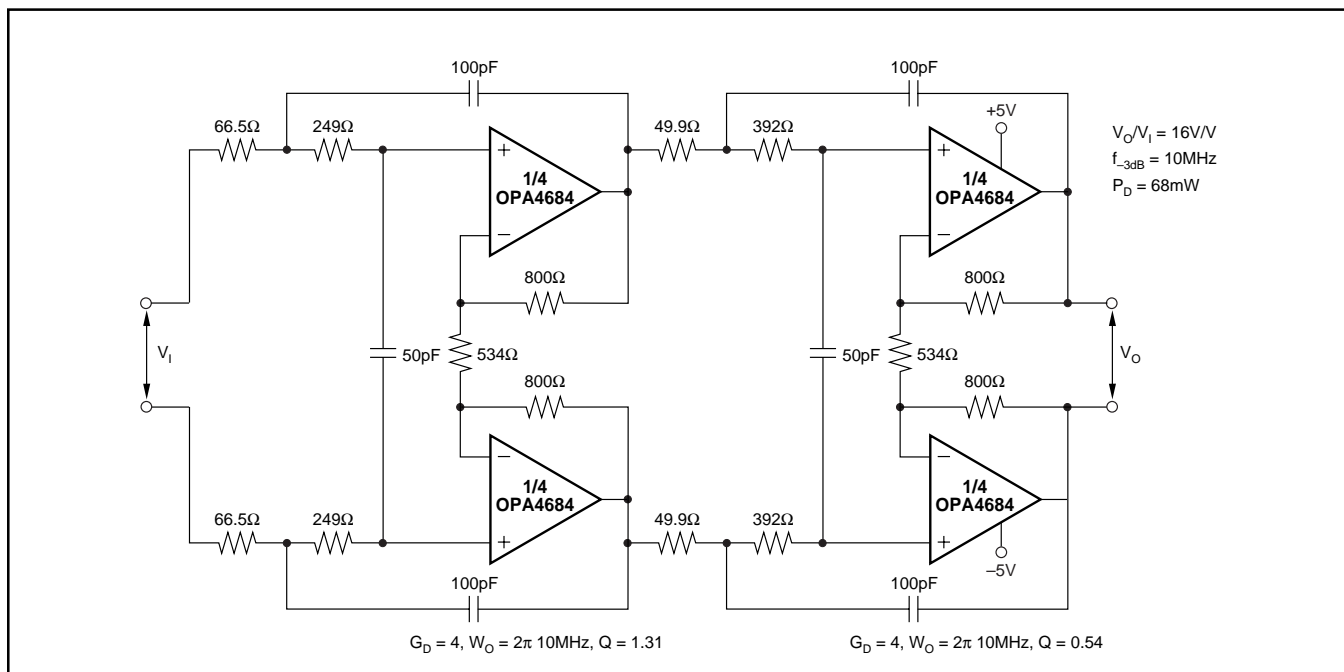 100pF
100pF
66.5Ω
249Ω
49.9Ω
392Ω
+5V
V_O/V_I = 16V/V
f_–3dB = 10MHz
P_D = 68mW
+
1/4
OPA4684
–
+
1/4
OPA4684
–
800Ω
800Ω
V_I
50pF
534Ω
50pF
534Ω
V_O
800Ω
800Ω
–
1/4
OPA4684
+
–
1/4
OPA4684
+
66.5Ω
249Ω
49.9Ω
392Ω
–5V
100pF
100pF
G_D = 4, W_O = 2π 10MHz, Q = 1.31
G_D = 4, W_O = 2π 10MHz, Q = 0.54